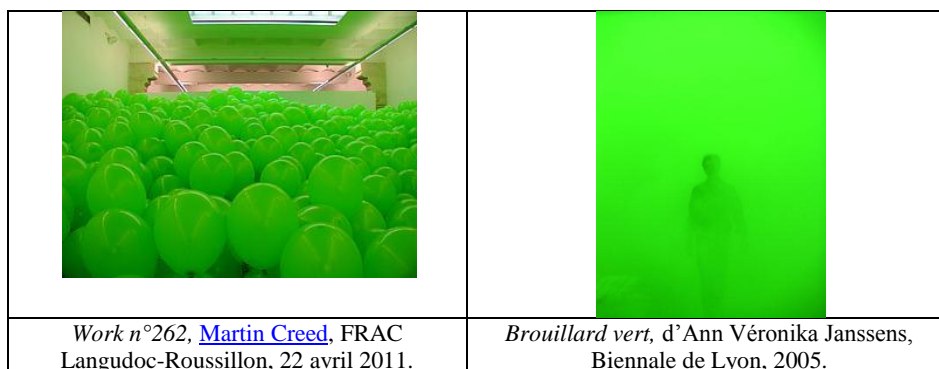 Work n°262, Martin Creed, FRAC
Langudoc-Roussillon, 22 avril 2011.
Brouillard vert, d'Ann Véronika Janssens,
Biennale de Lyon, 2005.